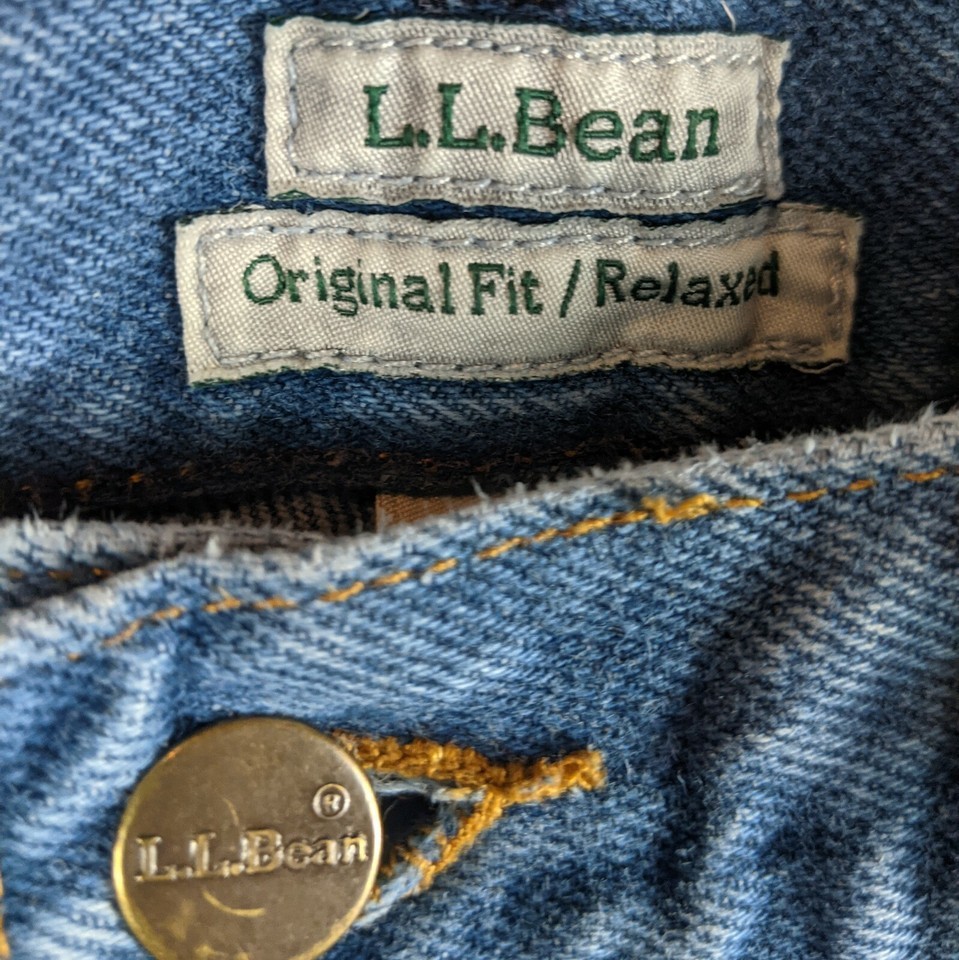 L.L.Bean
Original Fit / Relaxed
®
L.L.Bean